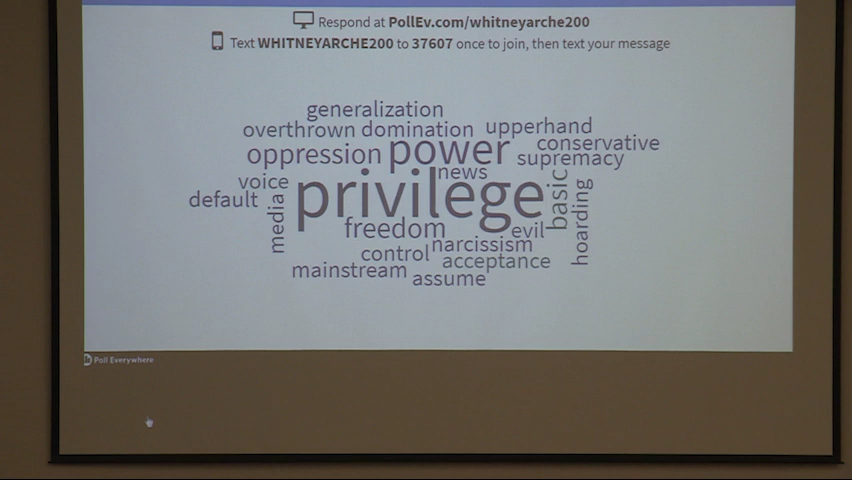 Respond at PollEv.com/whitneyarche200
Text WHITNEYARCHE200 to 37607 once to join, then text your message
generalization
overthrown domination upperhand
conservative
oppression power supremacy
news
voice privilege basic
default
media
hoarding
freedom evil
control narcissism
acceptance
mainstream assume
Poll Everywhere